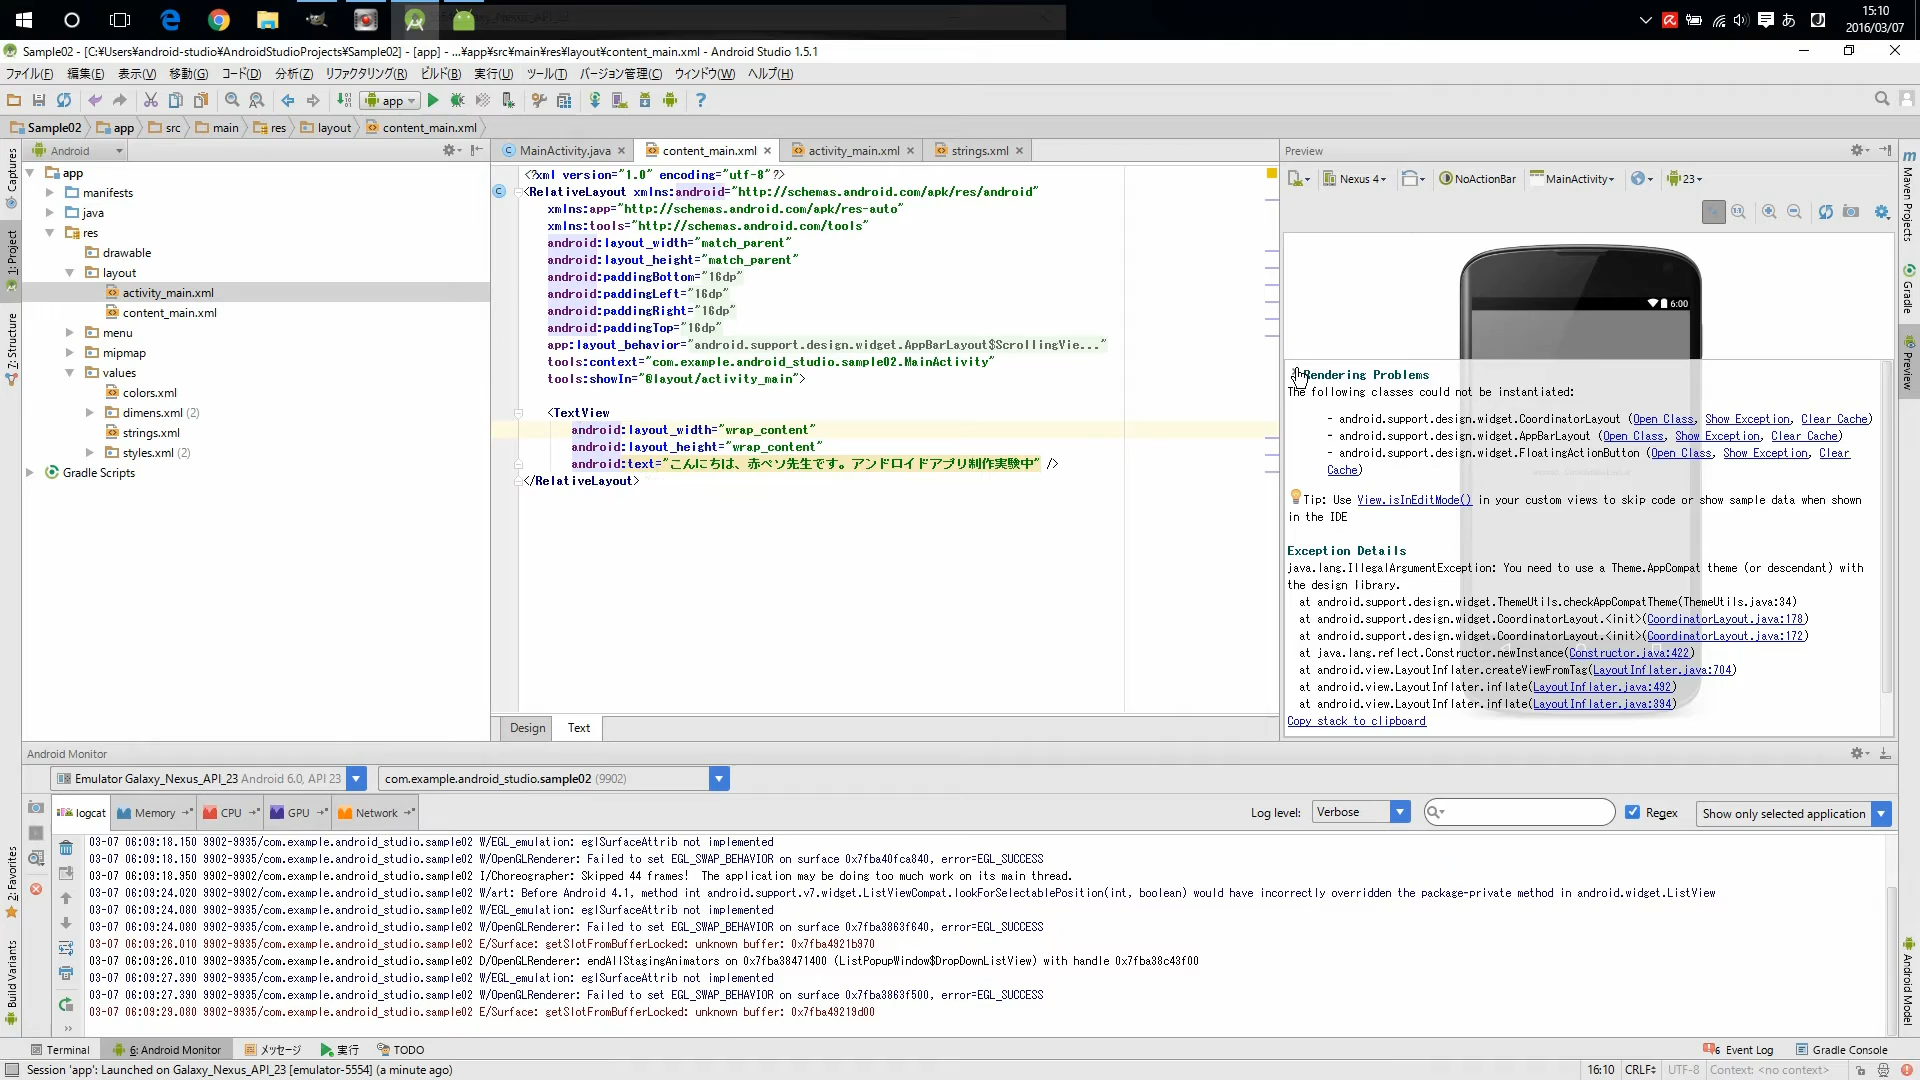 15:10
2016/03/07
Sample02 - [C:¥Users¥android-studio¥AndroidStudioProjects¥Sample02] - [app] - ...¥app¥src¥main¥res¥layout¥content_main.xml - Android Studio 1.5.1
ファイル(F) 編集(E) 表示(V) 移動(G) コード(D) 分析(Z) リファクタリング(R) ビルド(B) 実行(U) ツール(T) バージョン管理(C) ウィンドウ(W) ヘルプ(H)
app
Sample02 app src main res layout content_main.xml
Android
MainActivity.java content_main.xml activity_main.xml strings.xml
Preview
Nexus 4 NoActionBar MainActivity 23
Captures
1: Project
7: Structure
app
manifests
java
res
drawable
layout
activity_main.xml
content_main.xml
menu
mipmap
values
colors.xml
dimens.xml (2)
strings.xml
styles.xml (2)
Gradle Scripts
<?xml version="1.0" encoding="utf-8"?>
<RelativeLayout xmlns:android="http://schemas.android.com/apk/res/android"
xmlns:app="http://schemas.android.com/apk/res-auto"
xmlns:tools="http://schemas.android.com/tools"
android:layout_width="match_parent"
android:layout_height="match_parent"
android:paddingBottom="16dp"
android:paddingLeft="16dp"
android:paddingRight="16dp"
android:paddingTop="16dp"
app:layout_behavior="android.support.design.widget.AppBarLayout$ScrollingVie..."
tools:context="com.example.android_studio.sample02.MainActivity"
tools:showIn="@layout/activity_main">
<TextView
android:layout_width="wrap_content"
android:layout_height="wrap_content"
android:text="こんにちは、赤ペソ先生です。アンドロイドアプリ制作実験中" />
</RelativeLayout>
Design Text
6:00
Rendering Problems
The following classes could not be instantiated:
- android.support.design.widget.CoordinatorLayout (Open Class, Show Exception, Clear Cache)
- android.support.design.widget.AppBarLayout (Open Class, Show Exception, Clear Cache)
- android.support.design.widget.FloatingActionButton (Open Class, Show Exception, Clear
Cache)
Tip: Use View.isInEditMode() in your custom views to skip code or show sample data when shown
in the IDE
Exception Details
java.lang.IllegalArgumentException: You need to use a Theme.AppCompat theme (or descendant) with
the design library.
at android.support.design.widget.ThemeUtils.checkAppCompatTheme(ThemeUtils.java:34)
at android.support.design.widget.CoordinatorLayout.<init>(CoordinatorLayout.java:178)
at android.support.design.widget.CoordinatorLayout.<init>(CoordinatorLayout.java:172)
at java.lang.reflect.Constructor.newInstance(Constructor.java:422)
at android.view.LayoutInflater.createViewFromTag(LayoutInflater.java:704)
at android.view.LayoutInflater.inflate(LayoutInflater.java:492)
at android.view.LayoutInflater.inflate(LayoutInflater.java:394)
Copy stack to clipboard
Maven Projects
Gradle
Preview
Android Model
Android Monitor
Emulator Galaxy_Nexus_API_23 Android 6.0, API 23 com.example.android_studio.sample02 (9902)
logcat Memory CPU GPU Network Log level: Verbose Regex Show only selected application
2: Favorites
Build Variants
03-07 06:09:18.150 9902-9935/com.example.android_studio.sample02 W/EGL_emulation: eglSurfaceAttrib not implemented
03-07 06:09:18.150 9902-9935/com.example.android_studio.sample02 W/OpenGLRenderer: Failed to set EGL_SWAP_BEHAVIOR on surface 0x7fba40fca840, error=EGL_SUCCESS
03-07 06:09:18.950 9902-9902/com.example.android_studio.sample02 I/Choreographer: Skipped 44 frames!  The application may be doing too much work on its main thread.
03-07 06:09:24.020 9902-9902/com.example.android_studio.sample02 W/art: Before Android 4.1, method int android.support.v7.widget.ListViewCompat.lookForSelectablePosition(int, boolean) would have incorrectly overridden the package-private method in android.widget.ListView
03-07 06:09:24.080 9902-9935/com.example.android_studio.sample02 W/EGL_emulation: eglSurfaceAttrib not implemented
03-07 06:09:24.080 9902-9935/com.example.android_studio.sample02 W/OpenGLRenderer: Failed to set EGL_SWAP_BEHAVIOR on surface 0x7fba3863f640, error=EGL_SUCCESS
03-07 06:09:26.010 9902-9935/com.example.android_studio.sample02 E/Surface: getSlotFromBufferLocked: unknown buffer: 0x7fba4921b970
03-07 06:09:26.010 9902-9935/com.example.android_studio.sample02 D/OpenGLRenderer: endAllStagingAnimators on 0x7fba38471400 (ListPopupWindow$DropDownListView) with handle 0x7fba38c43f00
03-07 06:09:27.390 9902-9935/com.example.android_studio.sample02 W/EGL_emulation: eglSurfaceAttrib not implemented
03-07 06:09:27.390 9902-9935/com.example.android_studio.sample02 W/OpenGLRenderer: Failed to set EGL_SWAP_BEHAVIOR on surface 0x7fba3863f500, error=EGL_SUCCESS
03-07 06:09:29.080 9902-9935/com.example.android_studio.sample02 E/Surface: getSlotFromBufferLocked: unknown buffer: 0x7fba49219d00
Terminal 6: Android Monitor メッセージ 実行 TODO 6 Event Log Gradle Console
Session 'app': Launched on Galaxy_Nexus_API_23 [emulator-5554] (a minute ago) 16:10 CRLF UTF-8 Context: <no context>